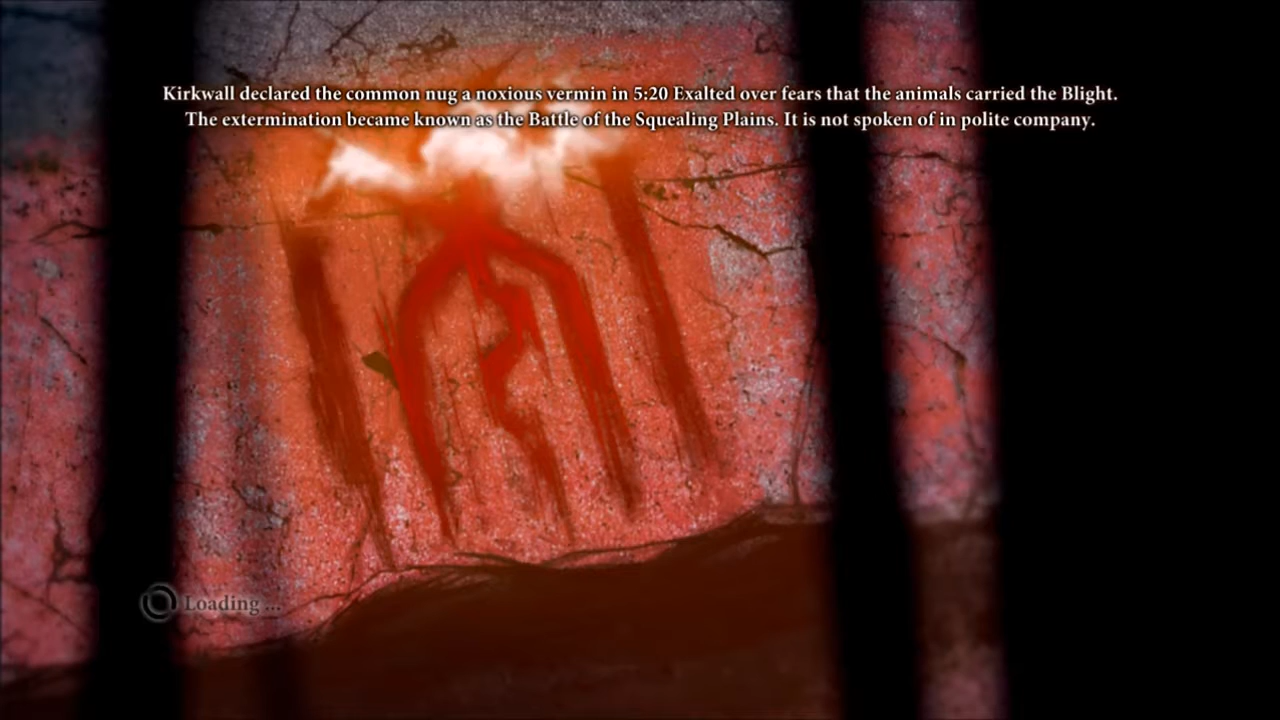 Kirkwall declared the common nug a noxious vermin in 5:20 Exalted over fears that the animals carried the Blight.
The extermination became known as the Battle of the Squealing Plains. It is not spoken of in polite company.
Loading ...